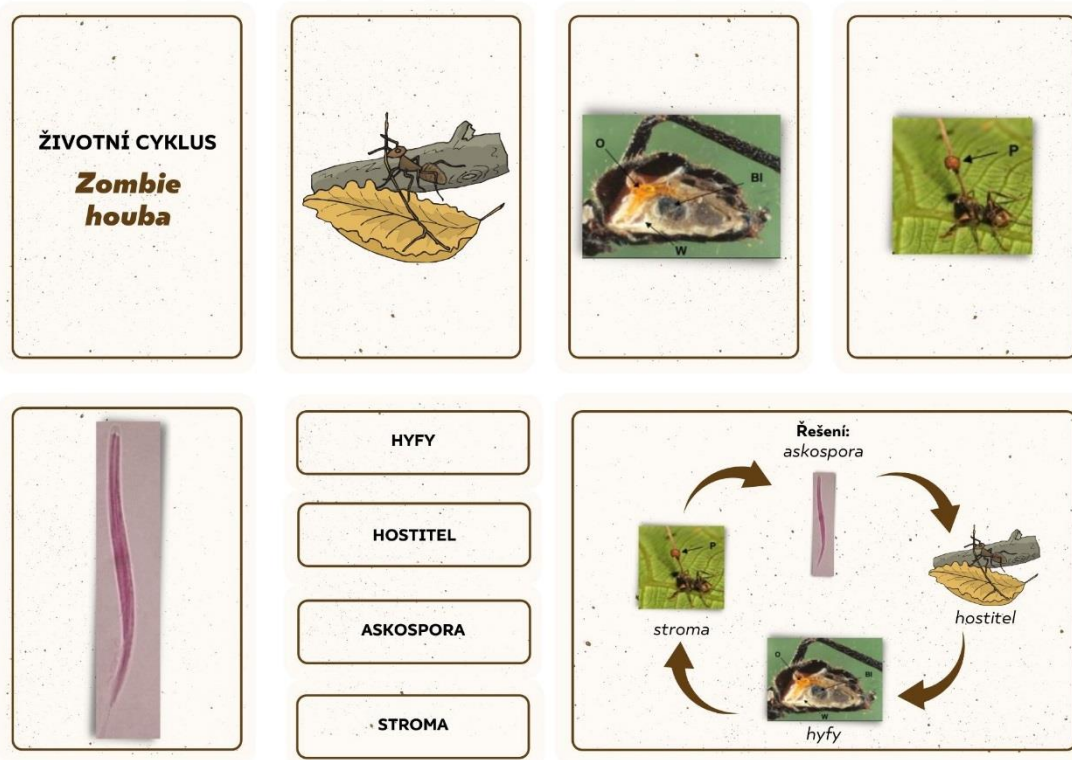 ŽIVOTNÍ CYKLUS
Zombie
houba
O
Bl
W
P
HYFY
HOSTITEL
ASKOSPORA
STROMA
Řešení:
askospora
P
stroma
hostitel
O
Bl
W
hyfy